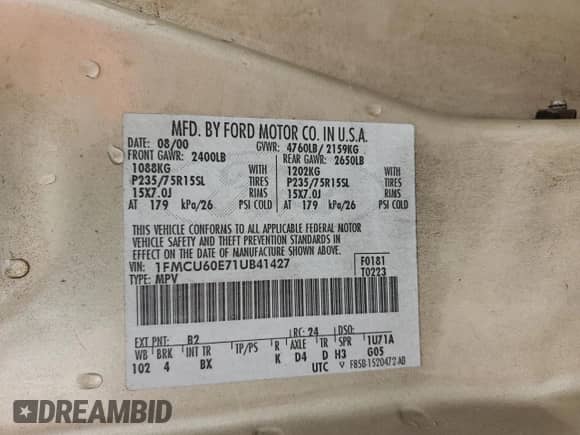 MFD. BY FORD MOTOR CO. IN U.S.A.
DATE: 08/00 GVWR: 4760LB/ 2159KG
FRONT GAWR: 2400LB REAR GAWR: 2650LB
1088KG WITH 1202KG WITH
P235/75R15SL TIRES P235/75R15SL TIRES
15X7.0J RIMS 15X7.0J RIMS
AT 179 kPa/26 PSI COLD AT 179 kPa/26 PSI COLD
THIS VEHICLE CONFORMS TO ALL APPLICABLE FEDERAL MOTOR
VEHICLE SAFETY AND THEFT PREVENTION STANDARDS IN
EFFECT ON THE DATE OF MANUFACTURE SHOWN ABOVE.
VIN: 1FMCU60E71UB41427 F0181
TYPE: MPV T0223
EXT PNT: B2 RC: 24 DSO:
WB BRK INT TR TP/PS R AXLE TR SPR 1U71A
102 4 BX K D4 D H3 G05
UTC V F85B-1520472-AB
DREAMBID